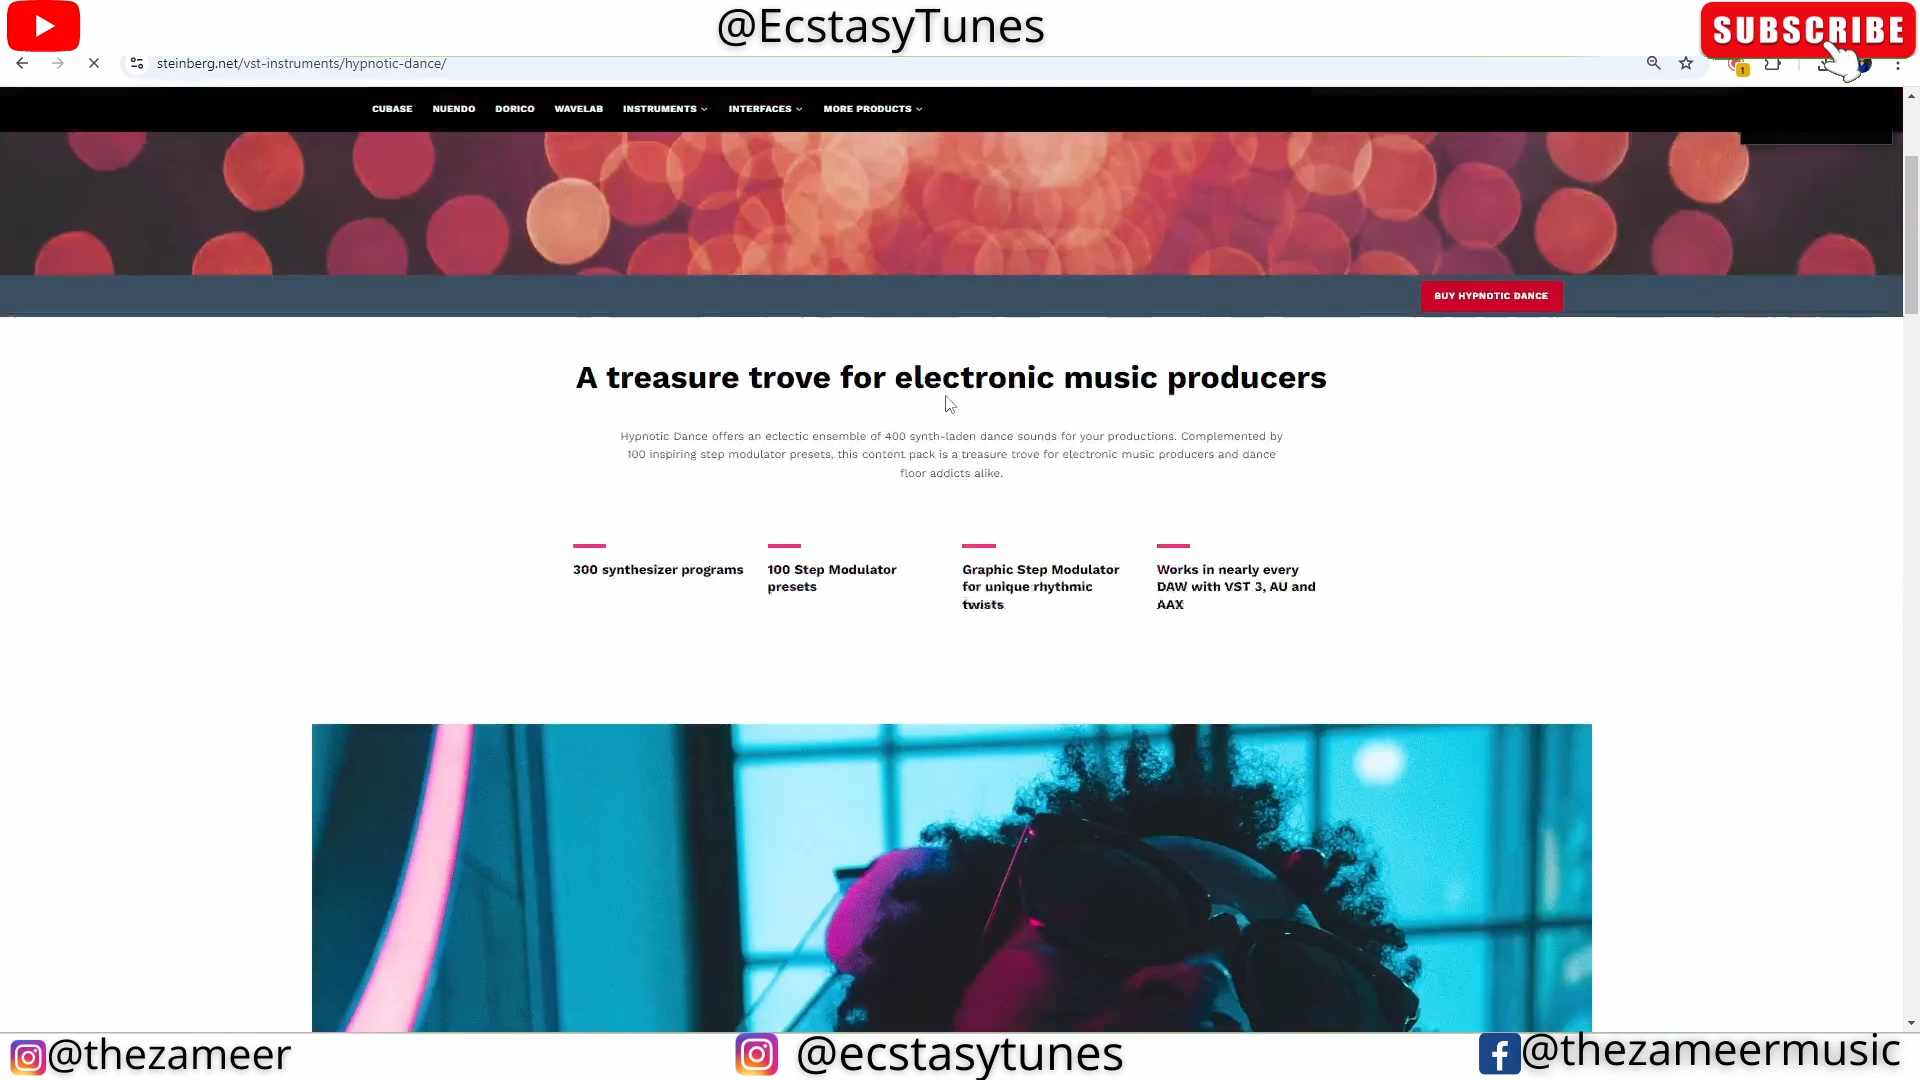 @EcstasyTunes
SUBSCRIBE
steinberg.net/vst-instruments/hypnotic-dance/
1
CUBASE NUENDO DORICO WAVELAB INSTRUMENTS INTERFACES MORE PRODUCTS
BUY HYPNOTIC DANCE
A treasure trove for electronic music producers
Hypnotic Dance offers an eclectic ensemble of 400 synth-laden dance sounds for your productions. Complemented by
100 inspiring step modulator presets, this content pack is a treasure trove for electronic music producers and dance
floor addicts alike.
300 synthesizer programs
100 Step Modulator
presets
Graphic Step Modulator
for unique rhythmic
twists
Works in nearly every
DAW with VST 3, AU and
AAX
@thezameer
@ecstasytunes
@thezameermusic